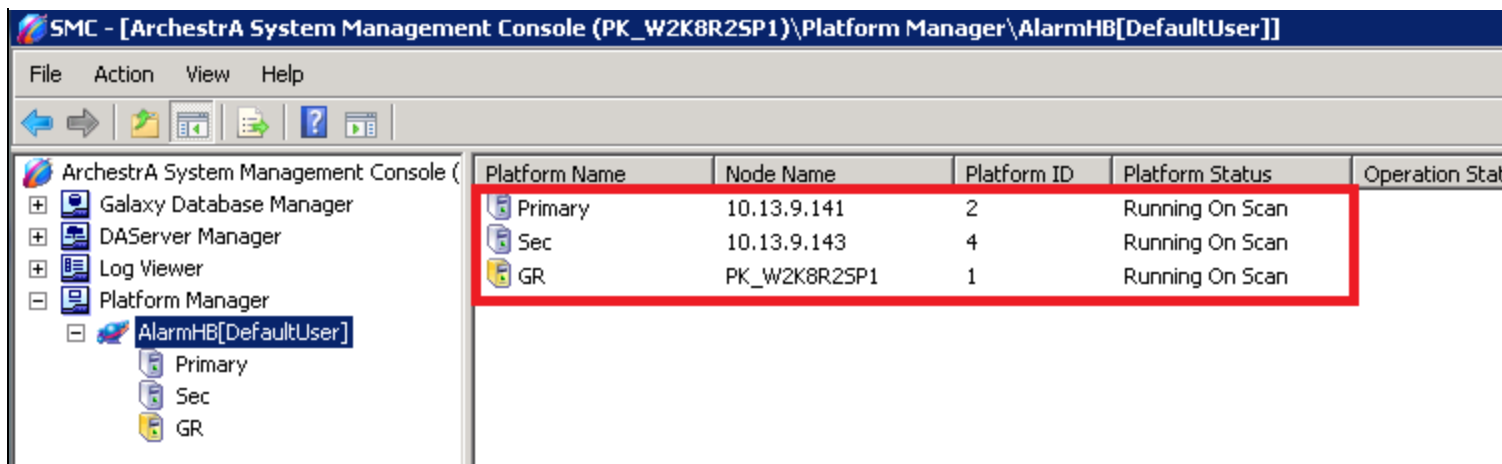 SMC - [ArchestrA System Management Console (PK_W2K8R2SP1)\Platform Manager\AlarmHB[DefaultUser]]
File Action View Help
ArchestrA System Management Console (
Galaxy Database Manager
DAServer Manager
Log Viewer
Platform Manager
AlarmHB[DefaultUser]
Primary
Sec
GR
Platform Name Node Name Platform ID Platform Status Operation Stat
Primary 10.13.9.141 2 Running On Scan
Sec 10.13.9.143 4 Running On Scan
GR PK_W2K8R2SP1 1 Running On Scan